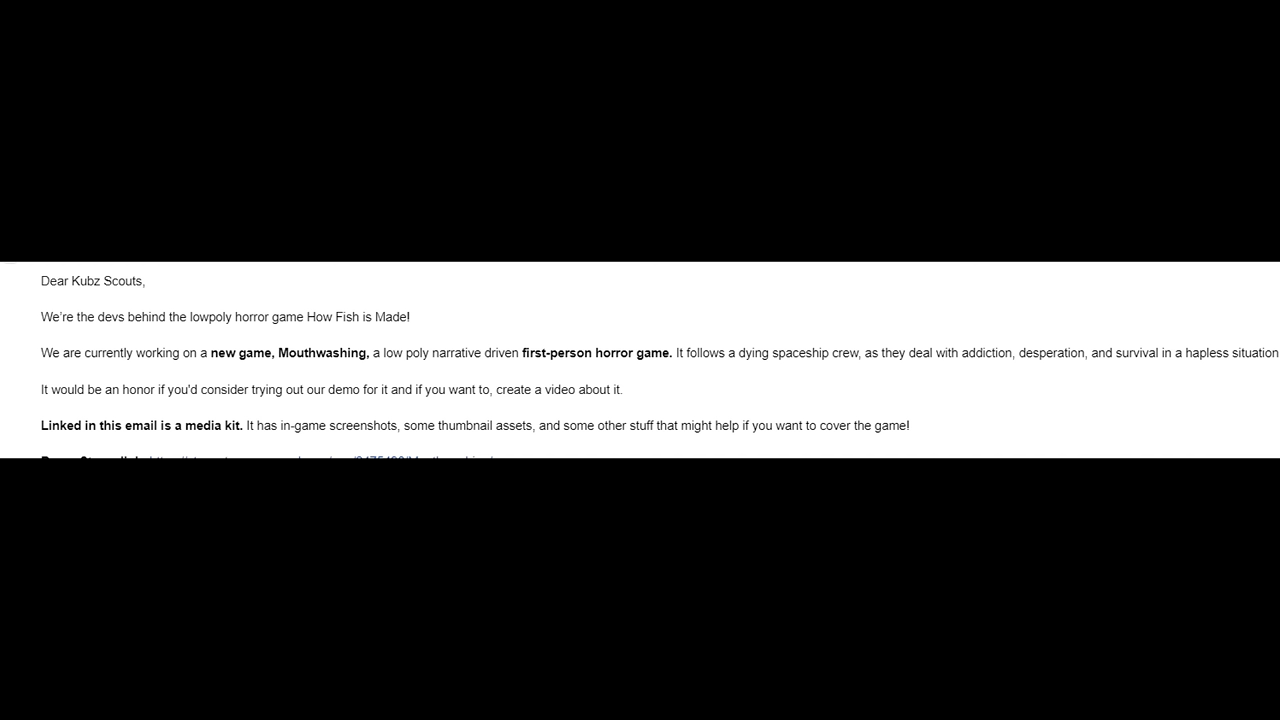 Dear Kubz Scouts,
We're the devs behind the lowpoly horror game How Fish is Made!
We are currently working on a new game, Mouthwashing, a low poly narrative driven first-person horror game. It follows a dying spaceship crew, as they deal with addiction, desperation, and survival in a hapless situation
It would be an honor if you'd consider trying out our demo for it and if you want to, create a video about it.
Linked in this email is a media kit. It has in-game screenshots, some thumbnail assets, and some other stuff that might help if you want to cover the game!